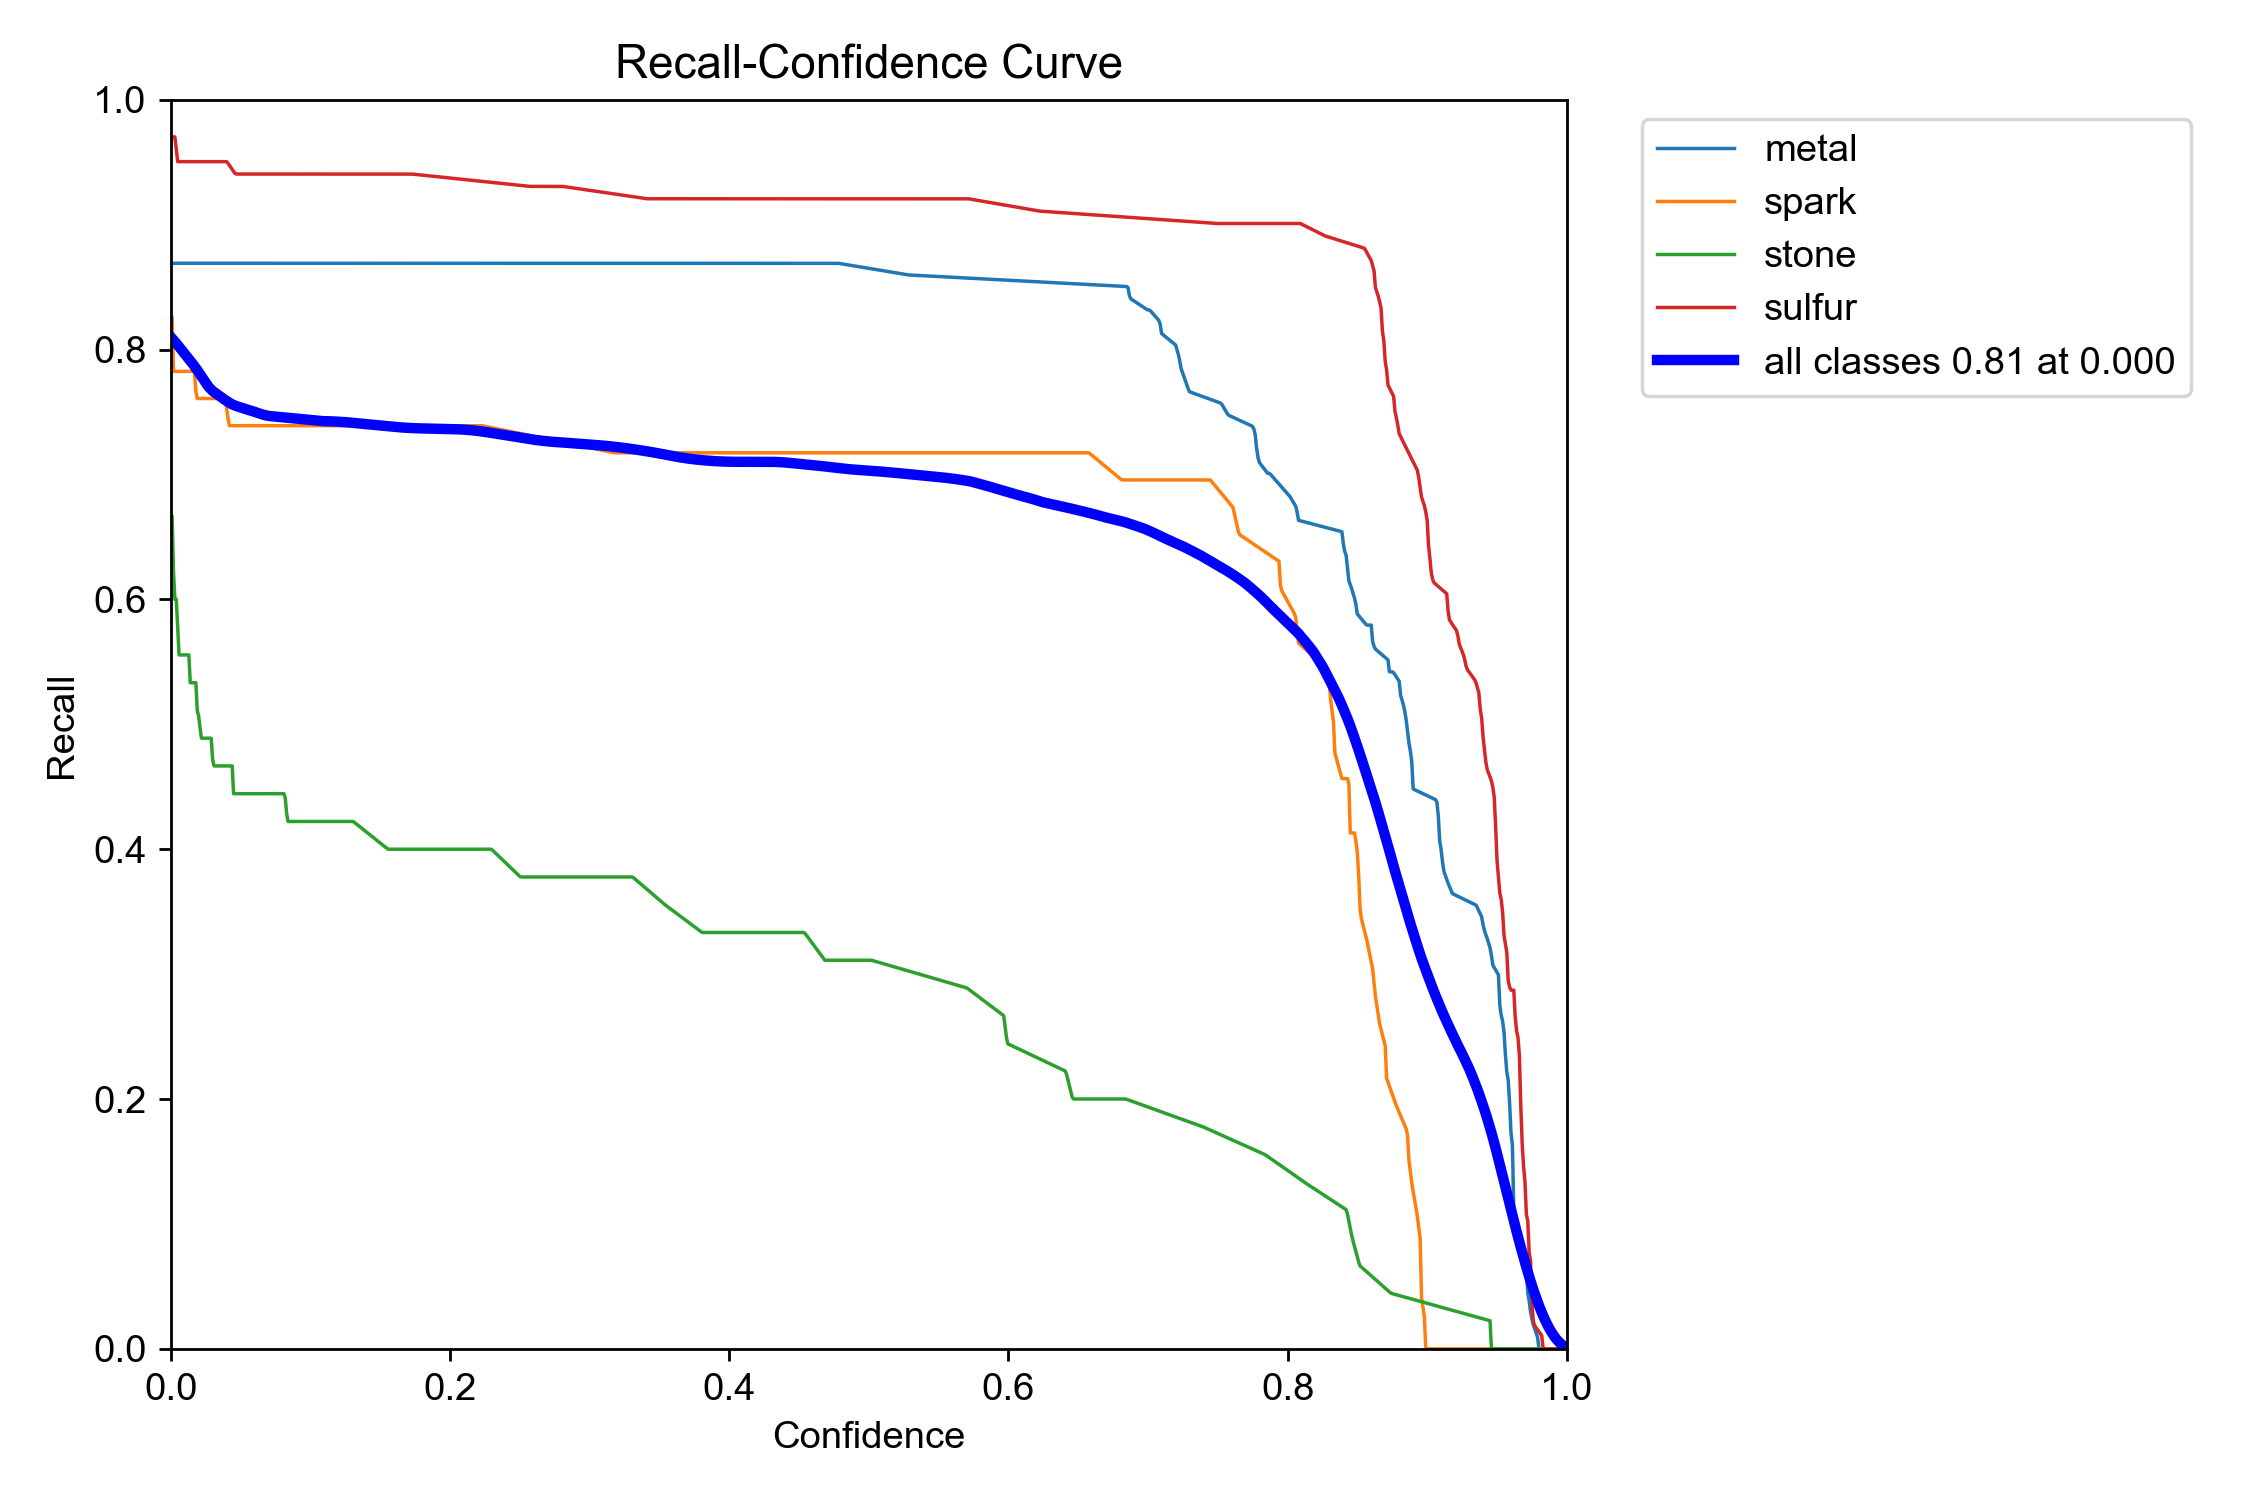 Recall-Confidence Curve
1.0
0.8
0.6
0.4
0.2
0.0
Recall
0.0 0.2 0.4 0.6 0.8 1.0
Confidence
metal
spark
stone
sulfur
all classes 0.81 at 0.000